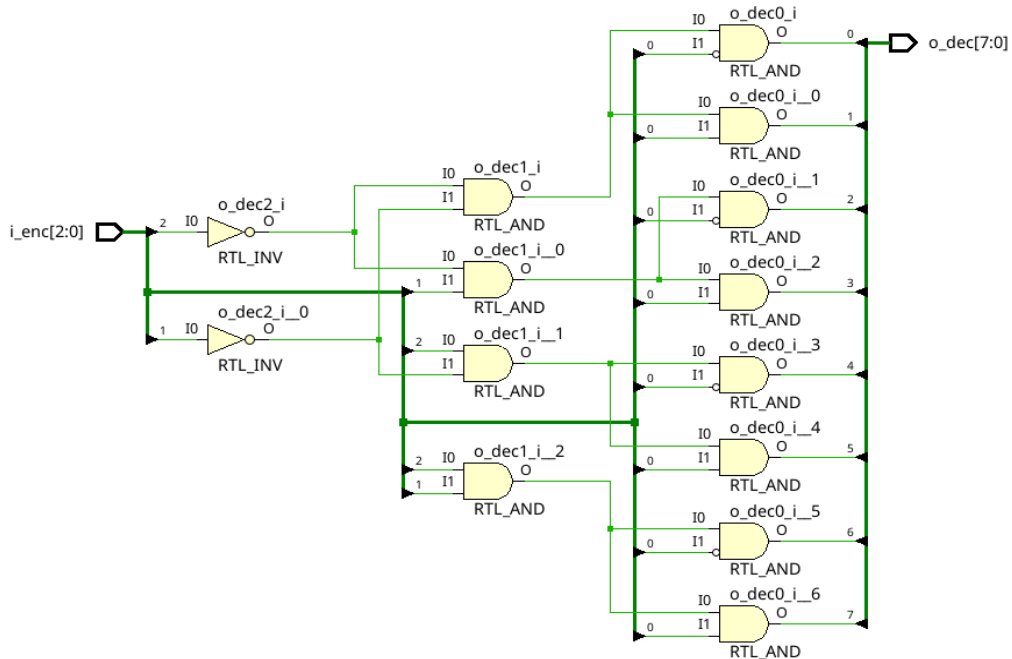 o_dec0_i
I0
O
0
I1
0
o_dec[7:0]
RTL_AND
o_dec0_i__0
I0
O
1
0
I1
RTL_AND
o_dec1_i
o_dec0_i__1
I0
O
I1
RTL_AND
I0
O
2
0
I1
RTL_AND
o_dec2_i
i_enc[2:0]
2
I0
O
RTL_INV
o_dec1_i__0
I0
O
1
I1
RTL_AND
o_dec0_i__2
I0
O
3
0
I1
RTL_AND
o_dec2_i__0
1
I0
O
RTL_INV
o_dec1_i__1
2
I0
O
I1
RTL_AND
o_dec0_i__3
I0
O
4
0
I1
RTL_AND
o_dec1_i__2
2
I0
O
1
I1
RTL_AND
o_dec0_i__4
I0
O
5
0
I1
RTL_AND
o_dec0_i__5
I0
O
6
0
I1
RTL_AND
o_dec0_i__6
I0
O
7
0
I1
RTL_AND